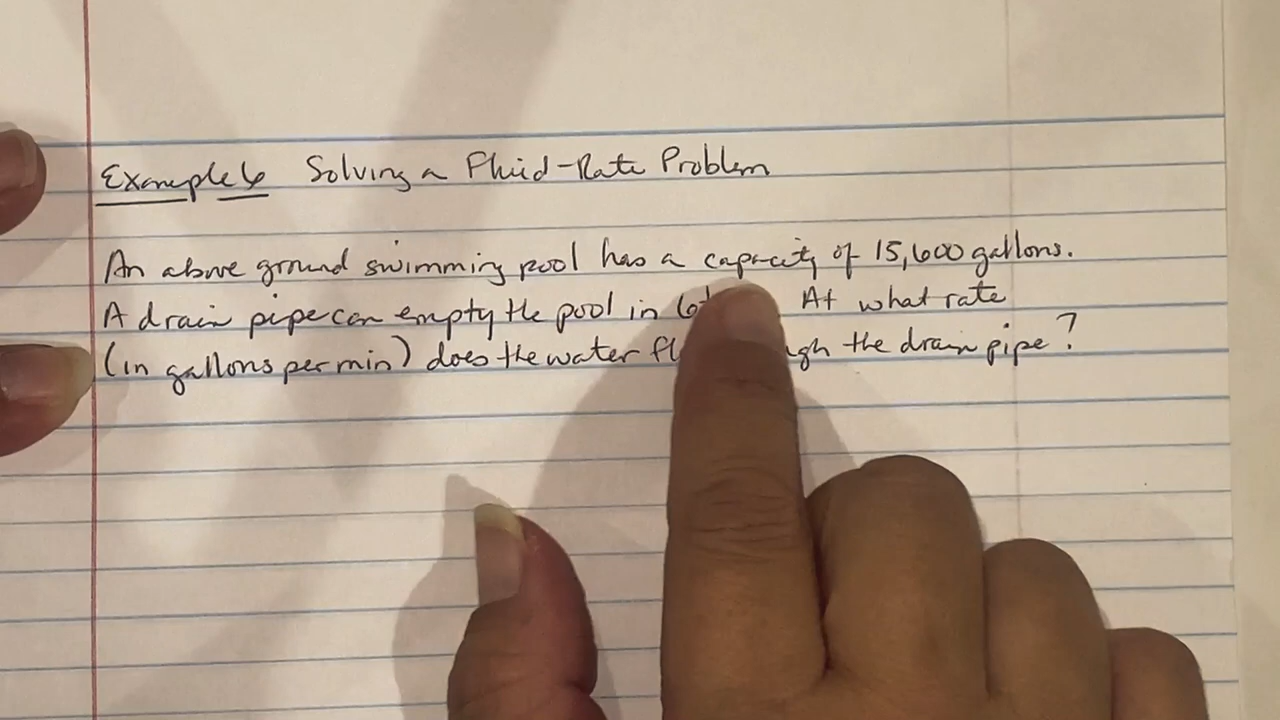 Example 6 Solving a Fluid-Rate Problem
An above ground swimming pool has a capacity of 15,600 gallons.
A drain pipe can empty the pool in 6 At what rate
(in gallons per min) does the water the drain pipe?